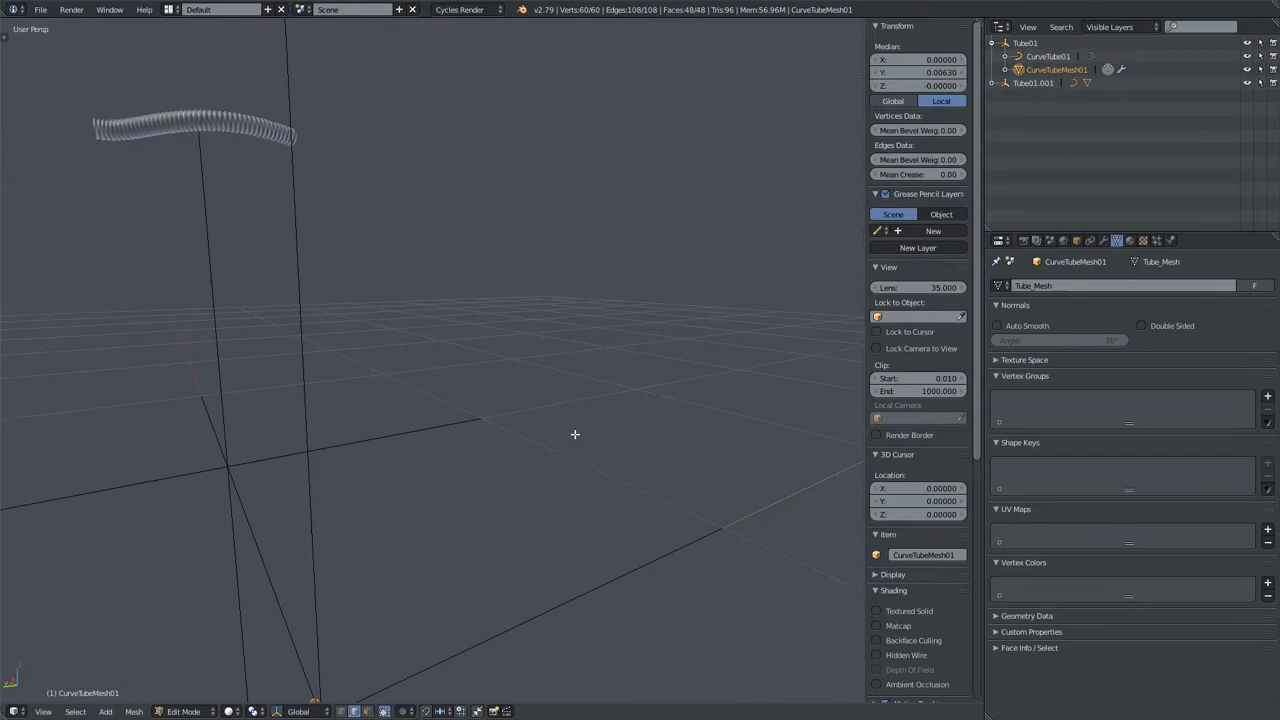 File Render Window Help Default Scene Cycles Render v2.79 | Verts:60/60 | Edges:108/108 | Faces:48/48 | Tris:96 | Mem:56.96M | CurveTubeMesh01
User Persp
Transform
Median:
X: 0.00000
Y: 0.00630
Z: -0.00000
Global Local
Vertices Data:
Mean Bevel Weig: 0.00
Edges Data:
Mean Bevel Weig: 0.00
Mean Crease: 0.00
Grease Pencil Layers
Scene Object
New
New Layer
View
Lens: 35.000
Lock to Object:
Lock to Cursor
Lock Camera to View
Clip:
Start: 0.010
End: 1000.000
Local Camera:
Render Border
3D Cursor
Location:
X: 0.00000
Y: 0.00000
Z: 0.00000
Item
CurveTubeMesh01
Display
Shading
Textured Solid
Matcap
Backface Culling
Hidden Wire
Depth Of Field
Ambient Occlusion
View Search Visible Layers
Tube01
CurveTube01
CurveTubeMesh01
Tube01.001
CurveTubeMesh01 Tube_Mesh
Tube_Mesh F
Normals
Auto Smooth Double Sided
Angle: 30°
Texture Space
Vertex Groups
Shape Keys
UV Maps
Vertex Colors
Geometry Data
Custom Properties
Face Info / Select
(1) CurveTubeMesh01
View Select Add Mesh Edit Mode Global